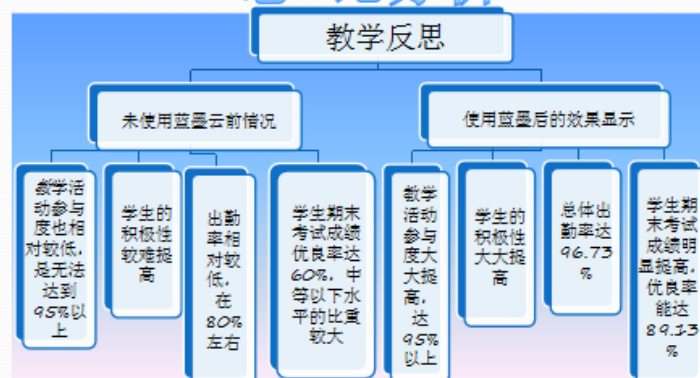 教学反思
未使用蓝墨云前情况
使用蓝墨后的效果显示
教学活
动参与
度也相
对较低，
是无法
达到
95%以
上
学生的
积极性
较难提
高
出勤
率相
对较
低，
在
80%
左右
学生期末
考试成绩
优良率达
60%，中
等以下水
平的比重
较大
教学
活动
参与
度大
大提
高，
达
95%
以上
学生的
积极性
大大提
高
总体出
勤率达
96.73
%
学生期
末考试
成绩明
显提高，
优良率
能达
89.13
%